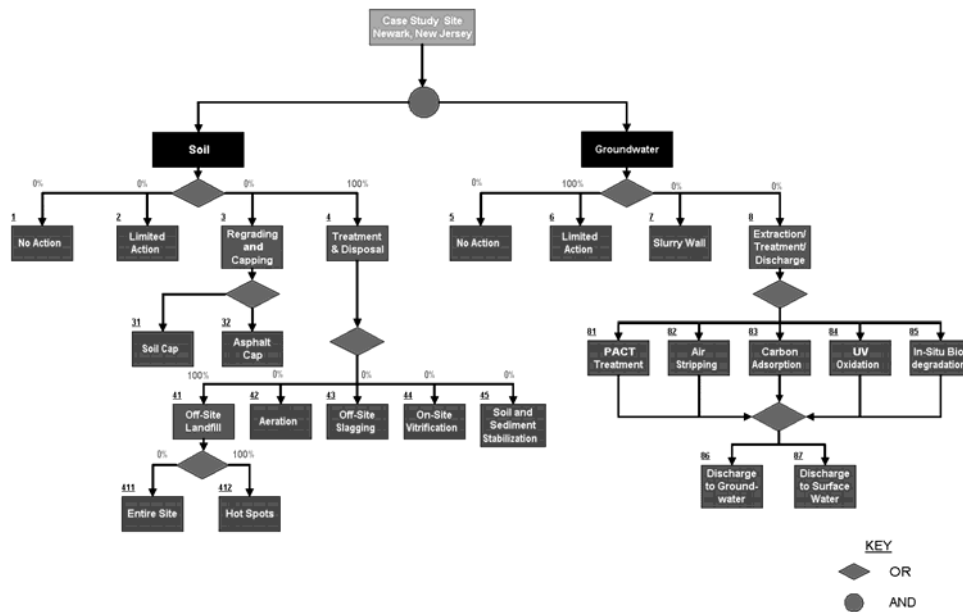 Case Study Site
Newark, New Jersey
Soil
Groundwater
0%
0%
0%
100%
0%
100%
0%
0%
1
No Action
2
Limited
Action
3
Regrading
and
Capping
4
Treatment
& Disposal
5
No Action
6
Limited
Action
7
Slurry Wall
8
Extraction/
Treatment/
Discharge
31
Soil Cap
32
Asphalt
Cap
81
PACT
Treatment
82
Air
Stripping
83
Carbon
Adsorption
84
UV
Oxidation
85
In-Situ Bio
degradation
100%
0%
0%
0%
0%
41
Off-Site
Landfill
42
Aeration
43
Off-Site
Slagging
44
On-Site
Vitrification
45
Soil and
Sediment
Stabilization
0%
100%
411
Entire Site
412
Hot Spots
86
Discharge
to Ground-
water
87
Discharge
to Surface
Water
KEY
OR
AND